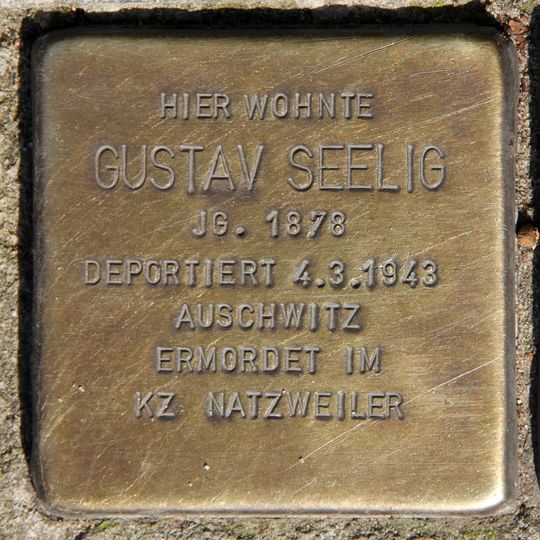 HIER WOHNTE
GUSTAV SEELIG
JG. 1878
DEPORTIERT 4.3.1943
AUSCHWITZ
ERMORDET IM
KZ NATZWEILER